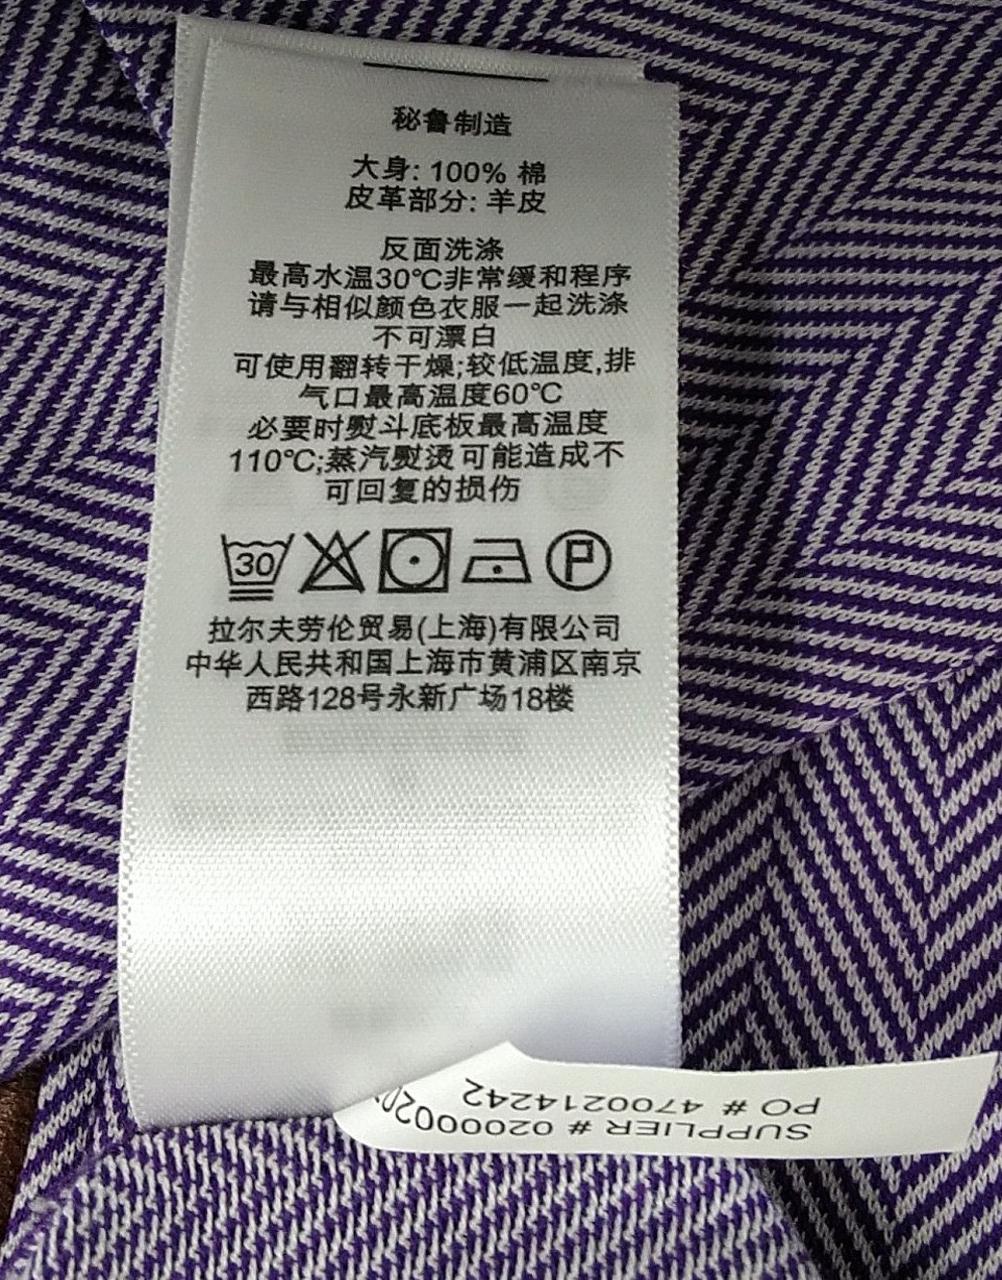 秘鲁制造
大身: 100% 棉
皮革部分: 羊皮
反面洗涤
最高水温30℃非常缓和程序
请与相似颜色衣服一起洗涤
不可漂白
可使用翻转干燥;较低温度,排
气口最高温度60℃
必要时熨斗底板最高温度
110℃;蒸汽熨烫可能造成不
可回复的损伤
30
P
拉尔夫劳伦贸易(上海)有限公司
中华人民共和国上海市黄浦区南京
西路128号永新广场18楼
PO # 4700214242
SUPPLIER #